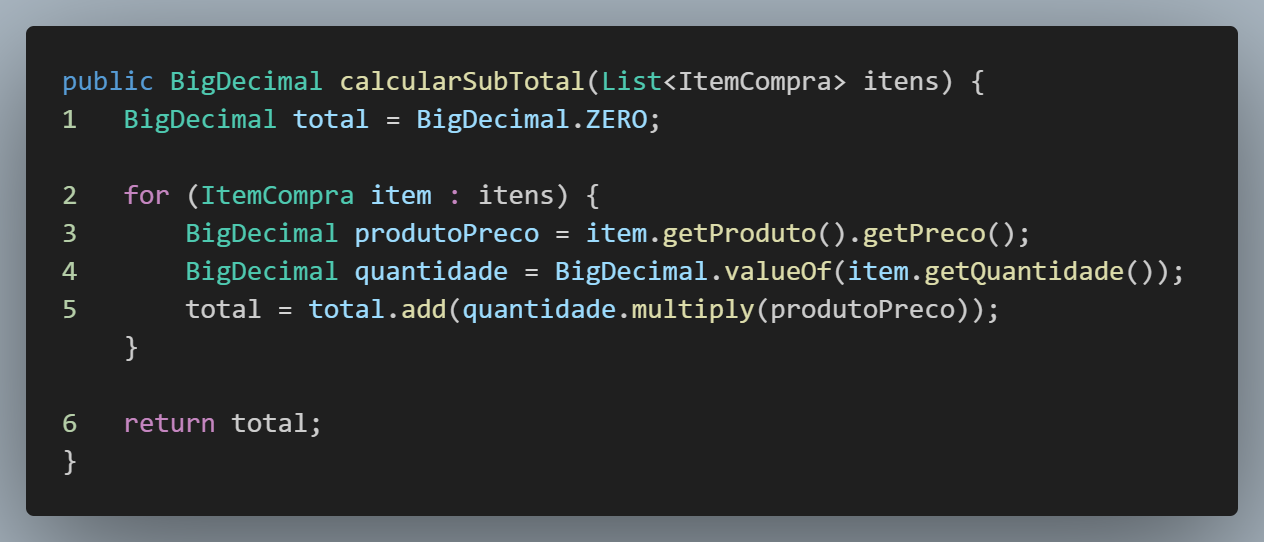 public BigDecimal calcularSubTotal(List<ItemCompra> itens) {
1   BigDecimal total = BigDecimal.ZERO;
2   for (ItemCompra item : itens) {
3       BigDecimal produtoPreco = item.getProduto().getPreco();
4       BigDecimal quantidade = BigDecimal.valueOf(item.getQuantidade());
5       total = total.add(quantidade.multiply(produtoPreco));
    }
6   return total;
}